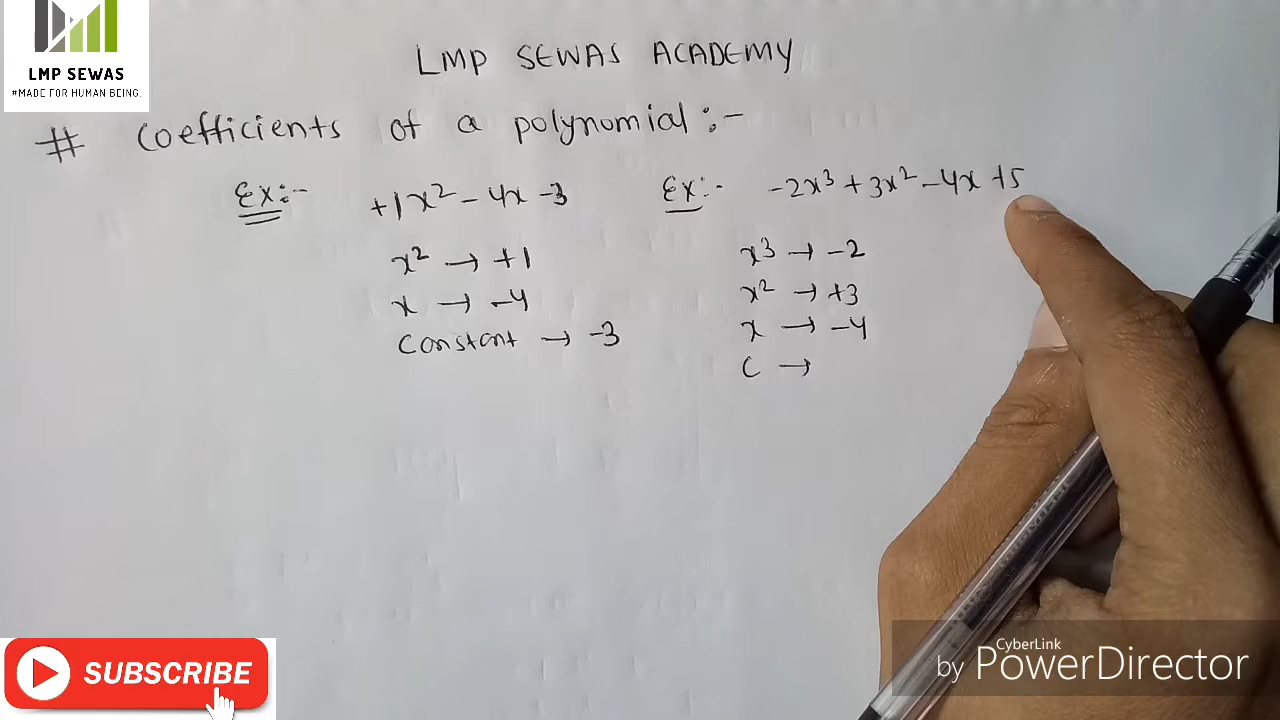 LMP SEWAS
#MADE FOR HUMAN BEING.
LMP SEWAS ACADEMY
# Coefficients of a polynomial :-
Ex:- +1x² - 4x - 3
x² → +1
x → -4
Constant → -3
Ex:- -2x³ + 3x² - 4x + 5
x³ → -2
x² → +3
x → -4
C →
SUBSCRIBE
CyberLink
by PowerDirector